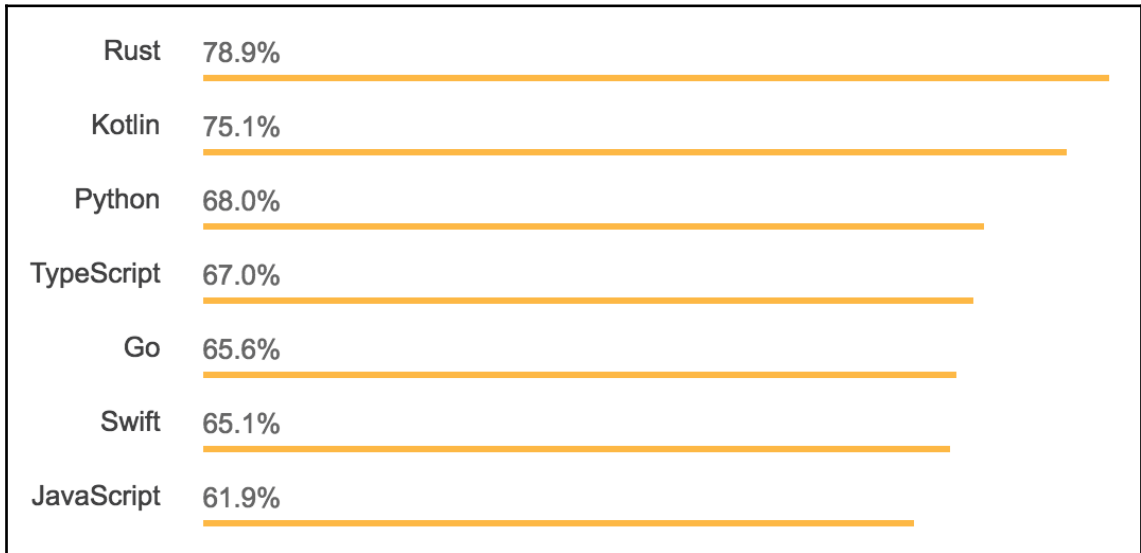 Rust 78.9%
Kotlin 75.1%
Python 68.0%
TypeScript 67.0%
Go 65.6%
Swift 65.1%
JavaScript 61.9%